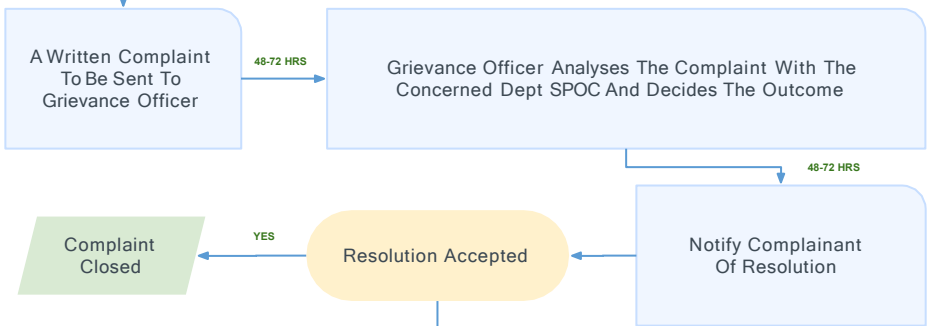 A Written Complaint
To Be Sent To
Grievance Officer
48-72 HRS
Grievance Officer Analyses The Complaint With The
Concerned Dept SPOC And Decides The Outcome
48-72 HRS
Notify Complainant
Of Resolution
Resolution Accepted
YES
Complaint
Closed